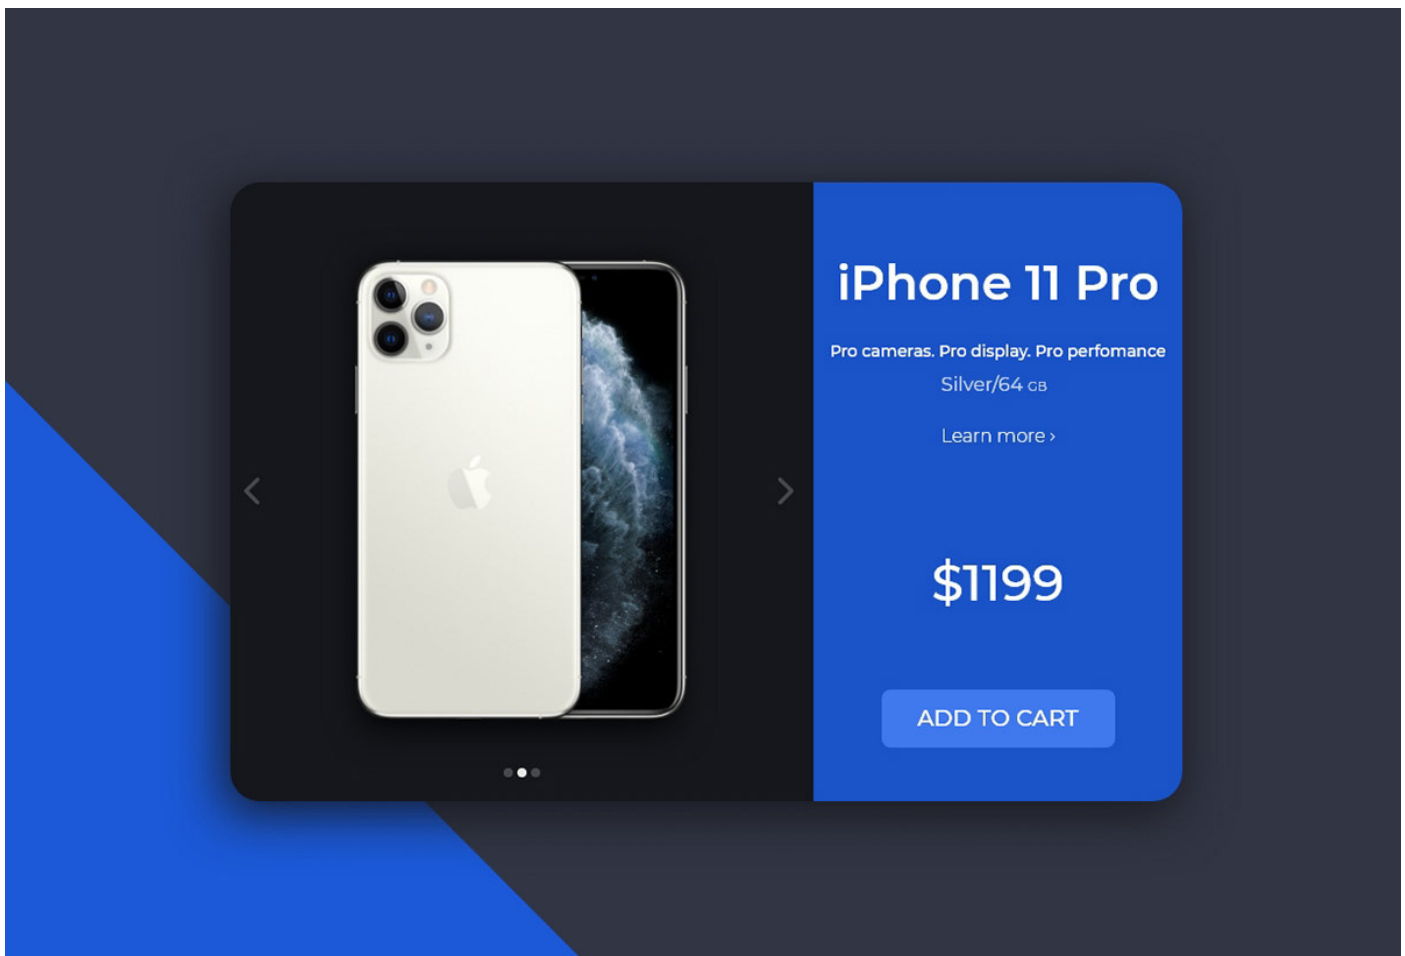 iPhone 11 Pro
Pro cameras. Pro display. Pro perfomance
Silver/64 GB
Learn more ›
$1199
ADD TO CART